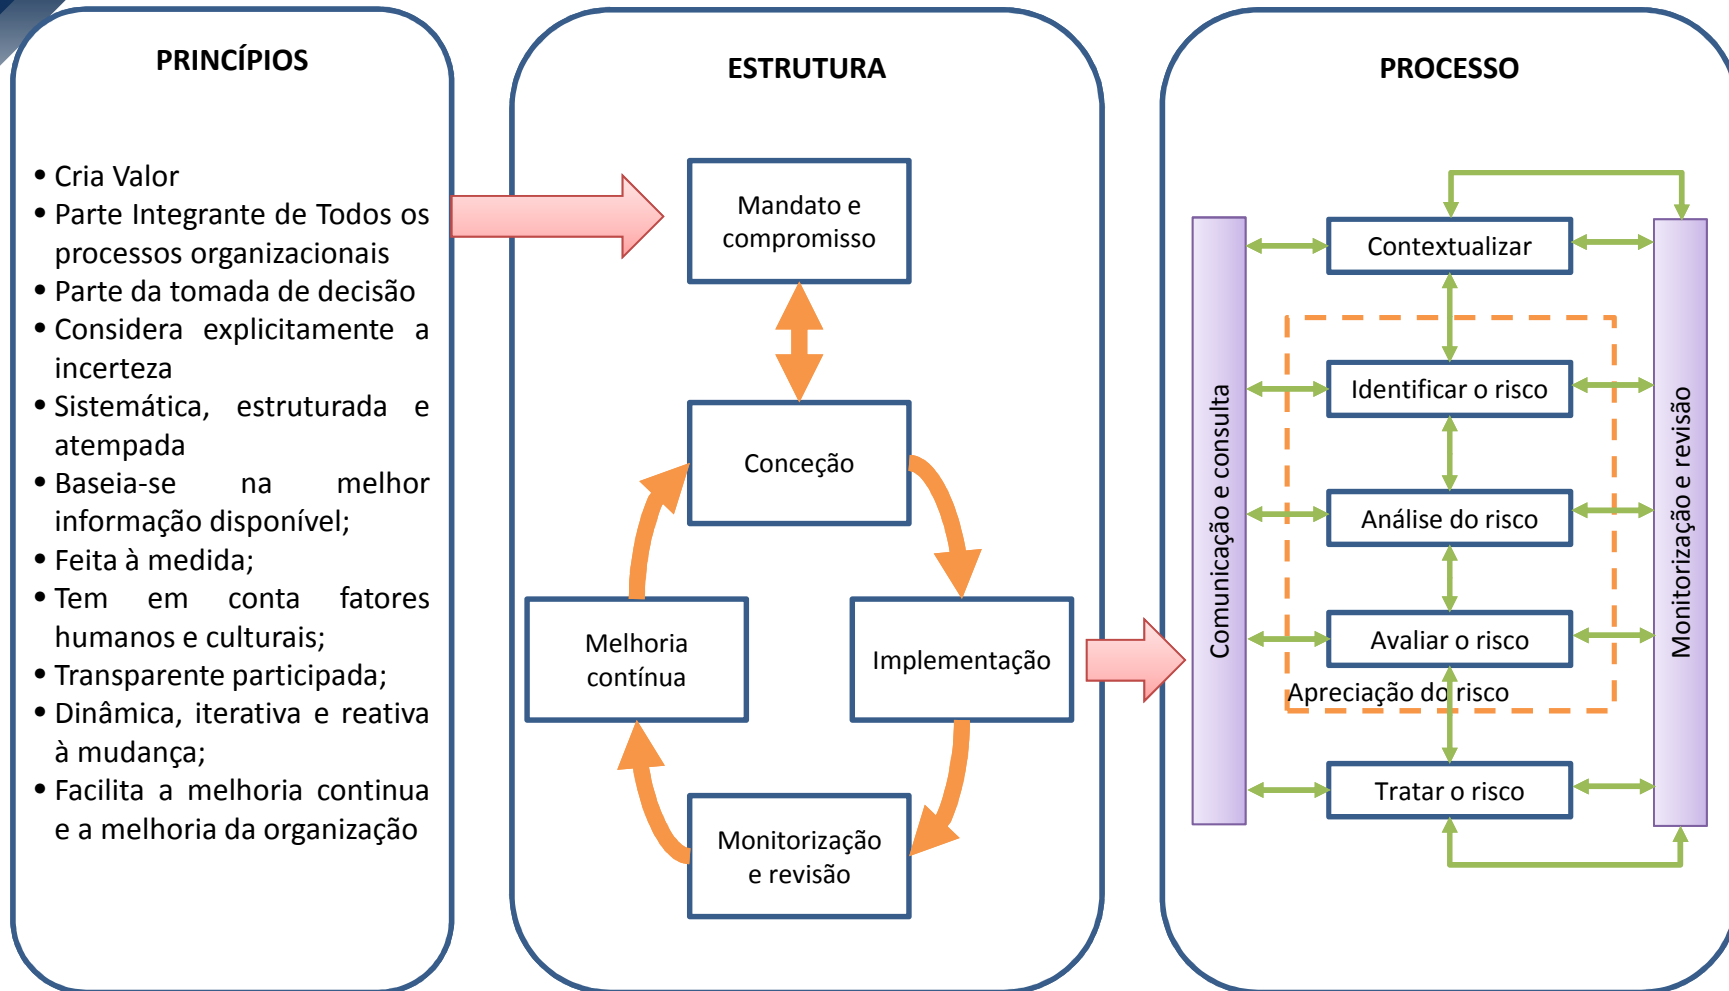 PRINCÍPIOS
• Cria Valor
• Parte Integrante de Todos os
processos organizacionais
• Parte da tomada de decisão
• Considera explicitamente a
incerteza
• Sistemática, estruturada e
atempada
• Baseia-se na melhor
informação disponível;
• Feita à medida;
• Tem em conta fatores
humanos e culturais;
• Transparente participada;
• Dinâmica, iterativa e reativa
à mudança;
• Facilita a melhoria continua
e a melhoria da organização
ESTRUTURA
Mandato e
compromisso
Conceção
Melhoria
contínua
Implementação
Monitorização
e revisão
PROCESSO
Comunicação e consulta
Contextualizar
Identificar o risco
Análise do risco
Avaliar o risco
Apreciação do risco
Tratar o risco
Monitorização e revisão